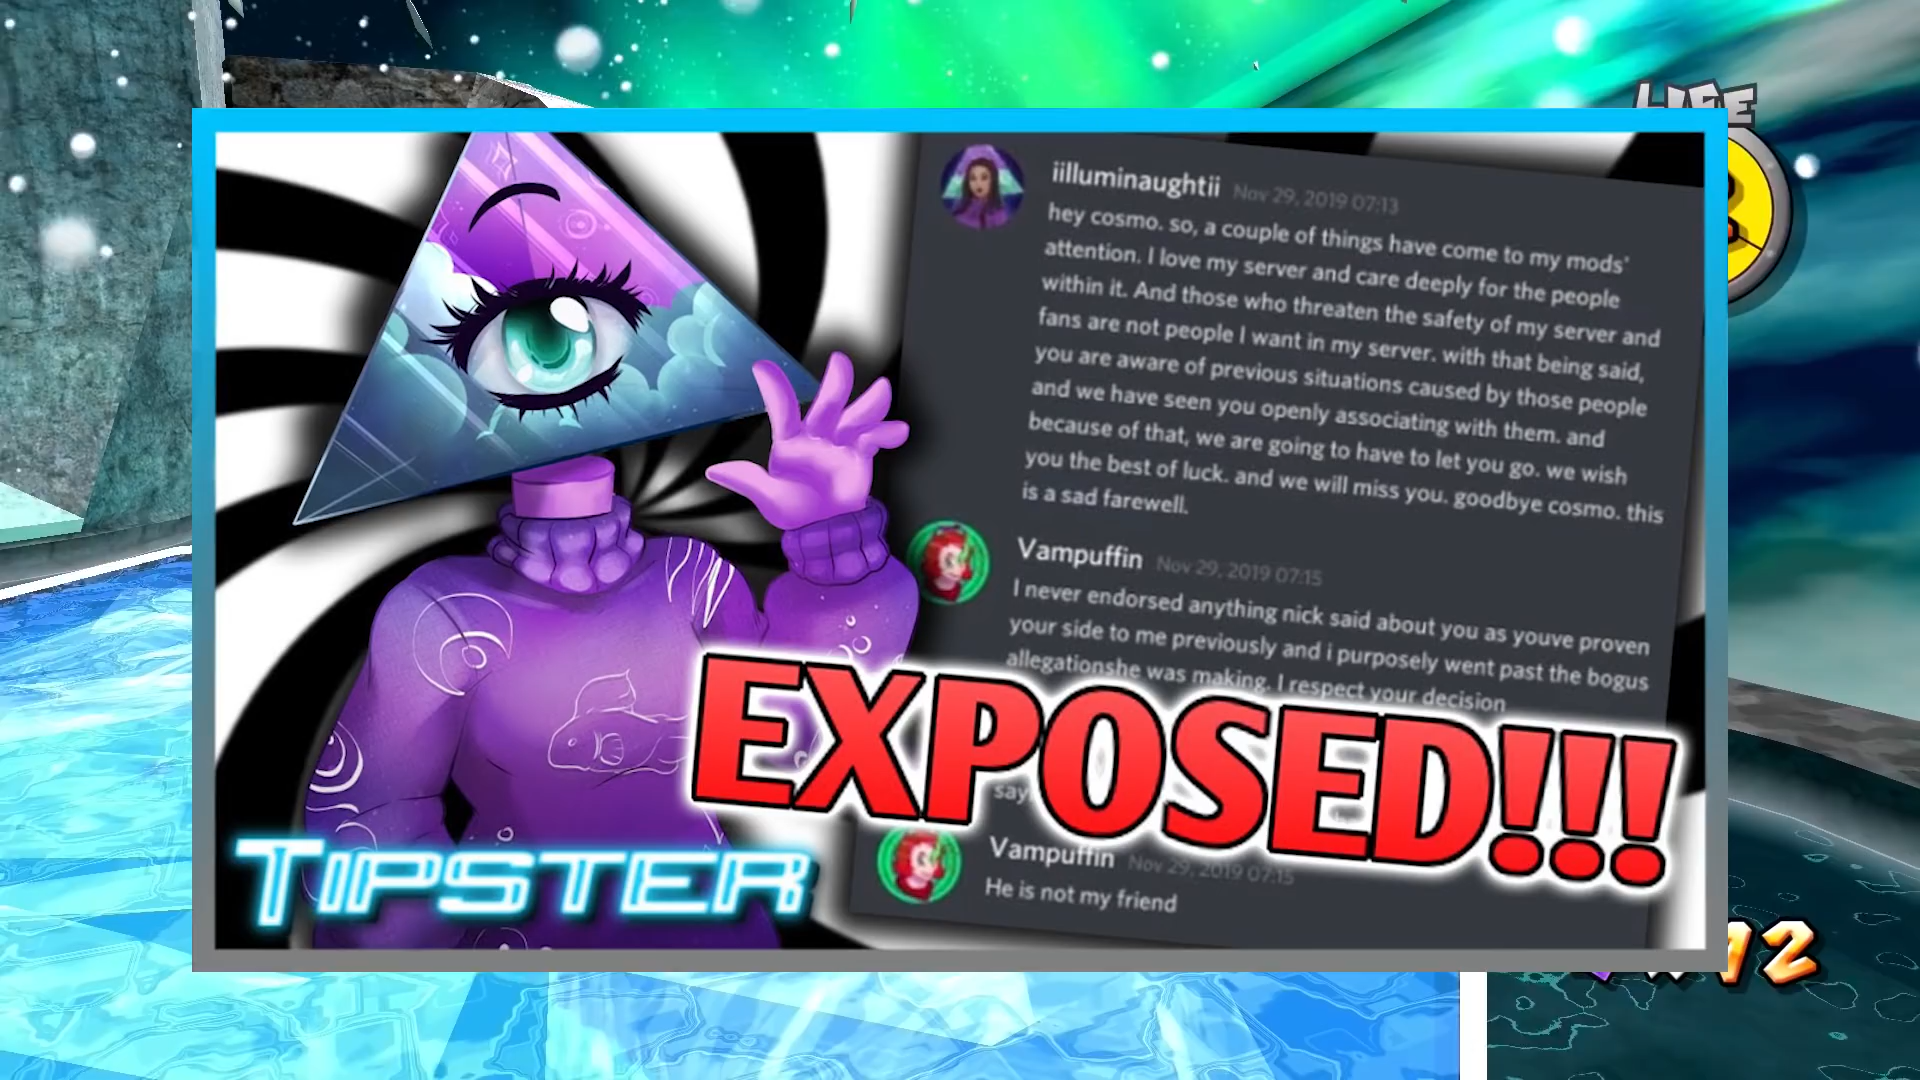 LIFE
iilluminaughtii Nov 29, 2019 07:13
hey cosmo. so, a couple of things have come to my mods'
attention. I love my server and care deeply for the people
within it. And those who threaten the safety of my server and
fans are not people I want in my server. with that being said,
you are aware of previous situations caused by those people
and we have seen you openly associating with them. and
because of that, we are going to have to let you go. we wish
you the best of luck. and we will miss you. goodbye cosmo. this
is a sad farewell.
Vampuffin Nov 29, 2019 07:15
I never endorsed anything nick said about you as youve proven
your side to me previously and i purposely went past the bogus
allegationshe was making. I respect your decision
say
EXPOSED!!!
Vampuffin Nov 29, 2019 07:15
He is not my friend
TIPSTER
12